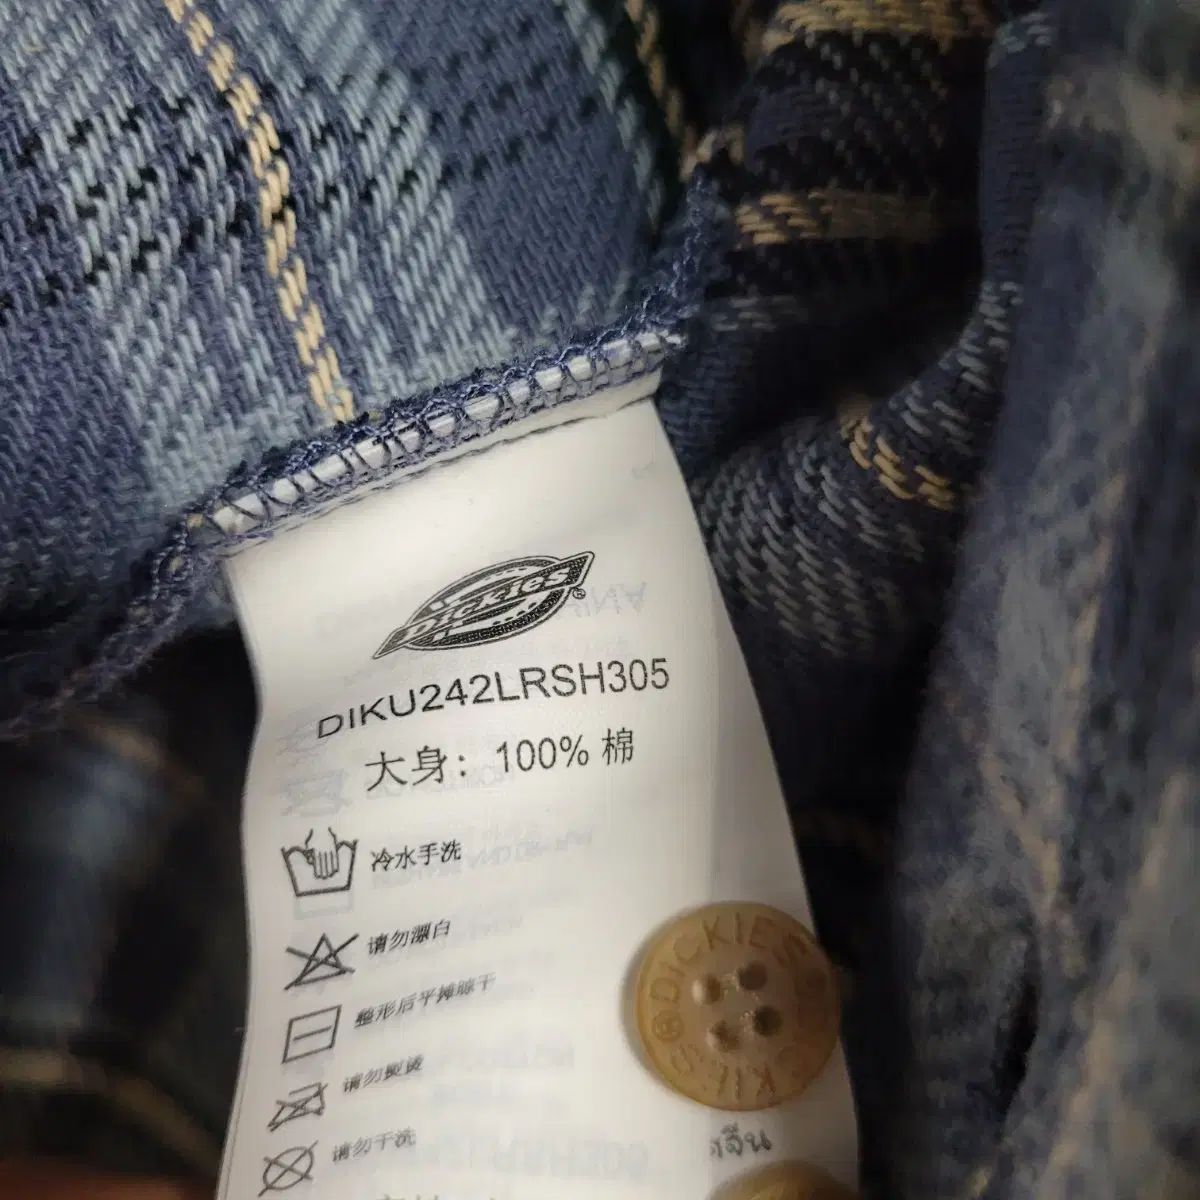 Dickies®
DIKU242LRSH305
大身：100% 棉
冷水手洗
请勿漂白
整形后平摊晾干
请勿熨烫
请勿干洗
®DICKIES